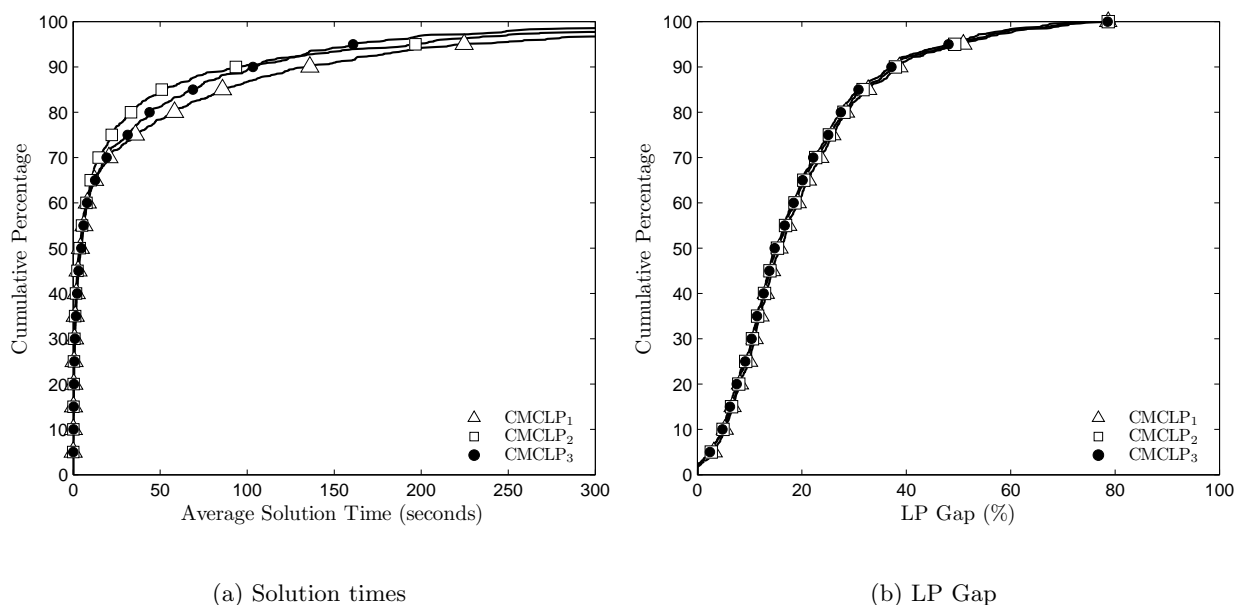 100
90
80
70
60
50
40
30
20
10
0
Cumulative Percentage
0 50 100 150 200 250 300
Average Solution Time (seconds)
CMCLP₁
CMCLP₂
CMCLP₃
(a) Solution times
100
90
80
70
60
50
40
30
20
10
0
Cumulative Percentage
0 20 40 60 80 100
LP Gap (%)
CMCLP₁
CMCLP₂
CMCLP₃
(b) LP Gap